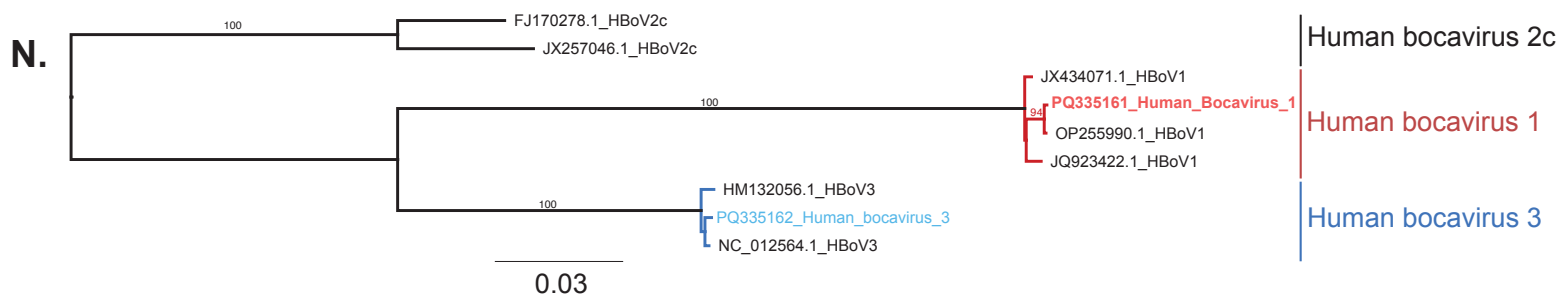 N.
100
FJ170278.1_HBoV2c
JX257046.1_HBoV2c
Human bocavirus 2c
100
JX434071.1_HBoV1
PQ335161_Human_Bocavirus_1
94
OP255990.1_HBoV1
JQ923422.1_HBoV1
Human bocavirus 1
100
HM132056.1_HBoV3
PQ335162_Human_bocavirus_3
NC_012564.1_HBoV3
Human bocavirus 3
0.03